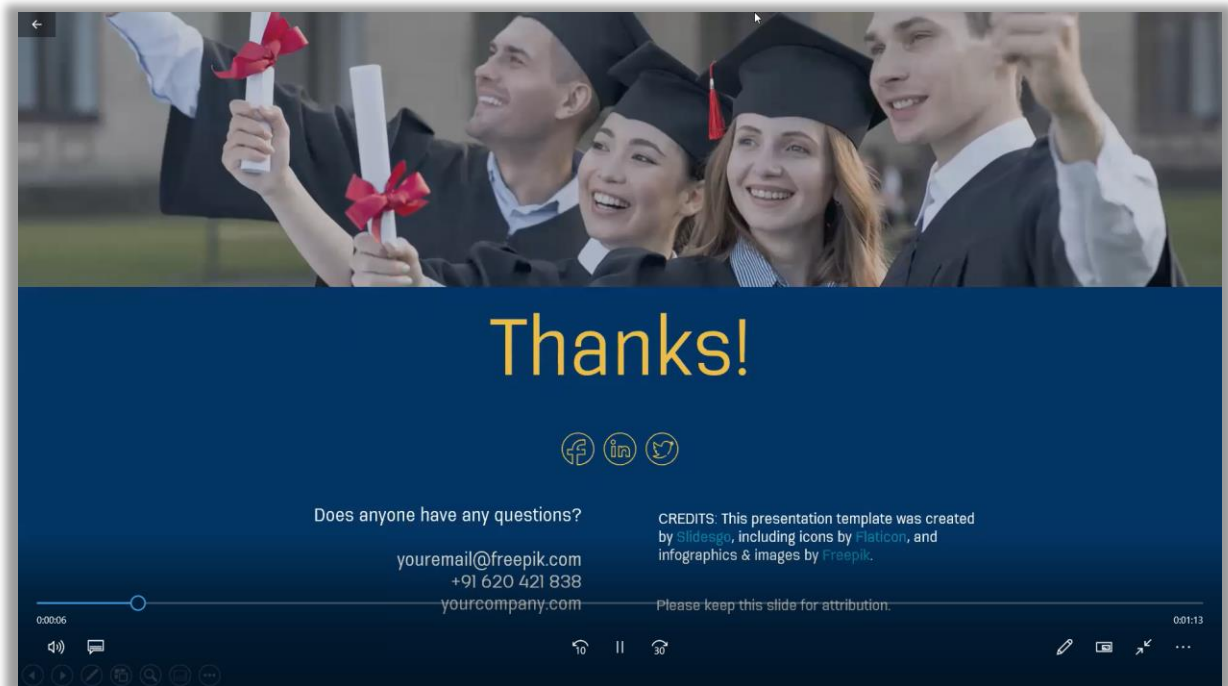 Thanks!
Does anyone have any questions?
youremail@freepik.com
+91 620 421 838
yourcompany.com
CREDITS: This presentation template was created
by Slidesgo, including icons by Flaticon, and
infographics & images by Freepik.
Please keep this slide for attribution.
0:00:06
0:01:13
10
30